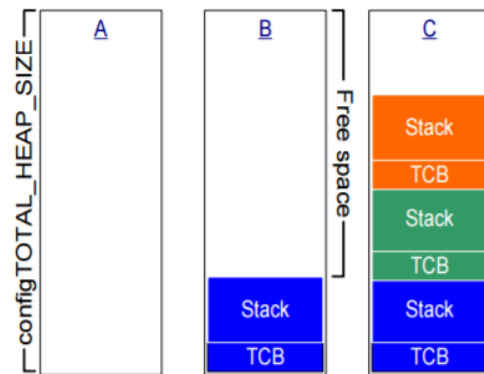 configTOTAL_HEAP_SIZE
A
B
Free space
Stack
TCB
C
Stack
TCB
Stack
TCB
Stack
TCB